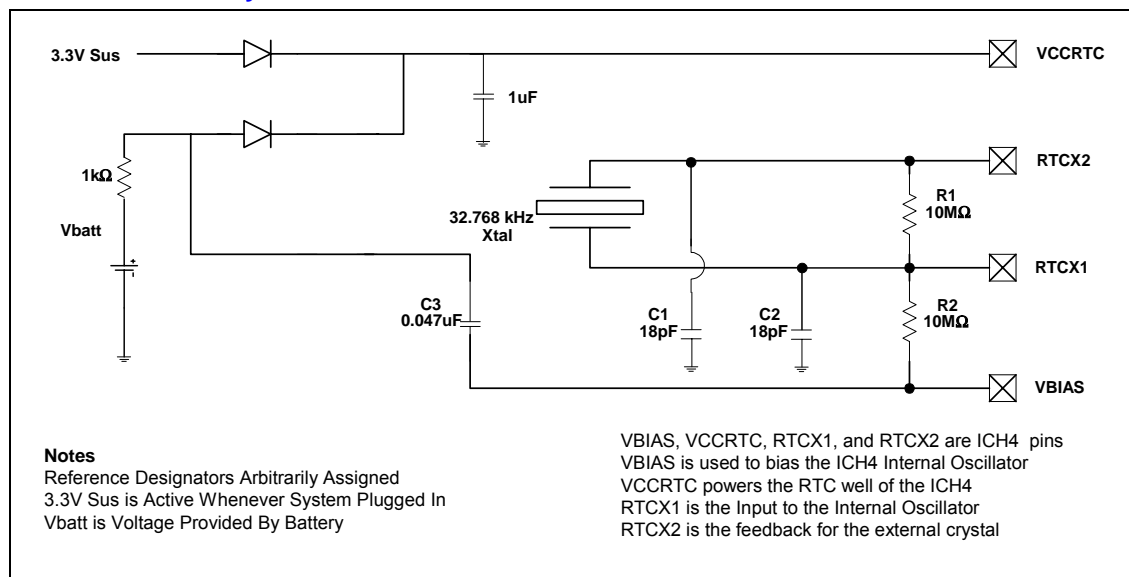 3.3V Sus
VCCRTC
1uF
1kΩ
RTCX2
R1
10MΩ
32.768 kHz
Xtal
Vbatt
+
-
RTCX1
C3
0.047uF
C1
18pF
C2
18pF
R2
10MΩ
VBIAS
Notes
Reference Designators Arbitrarily Assigned
3.3V Sus is Active Whenever System Plugged In
Vbatt is Voltage Provided By Battery
VBIAS, VCCRTC, RTCX1, and RTCX2 are ICH4 pins
VBIAS is used to bias the ICH4 Internal Oscillator
VCCRTC powers the RTC well of the ICH4
RTCX1 is the Input to the Internal Oscillator
RTCX2 is the feedback for the external crystal